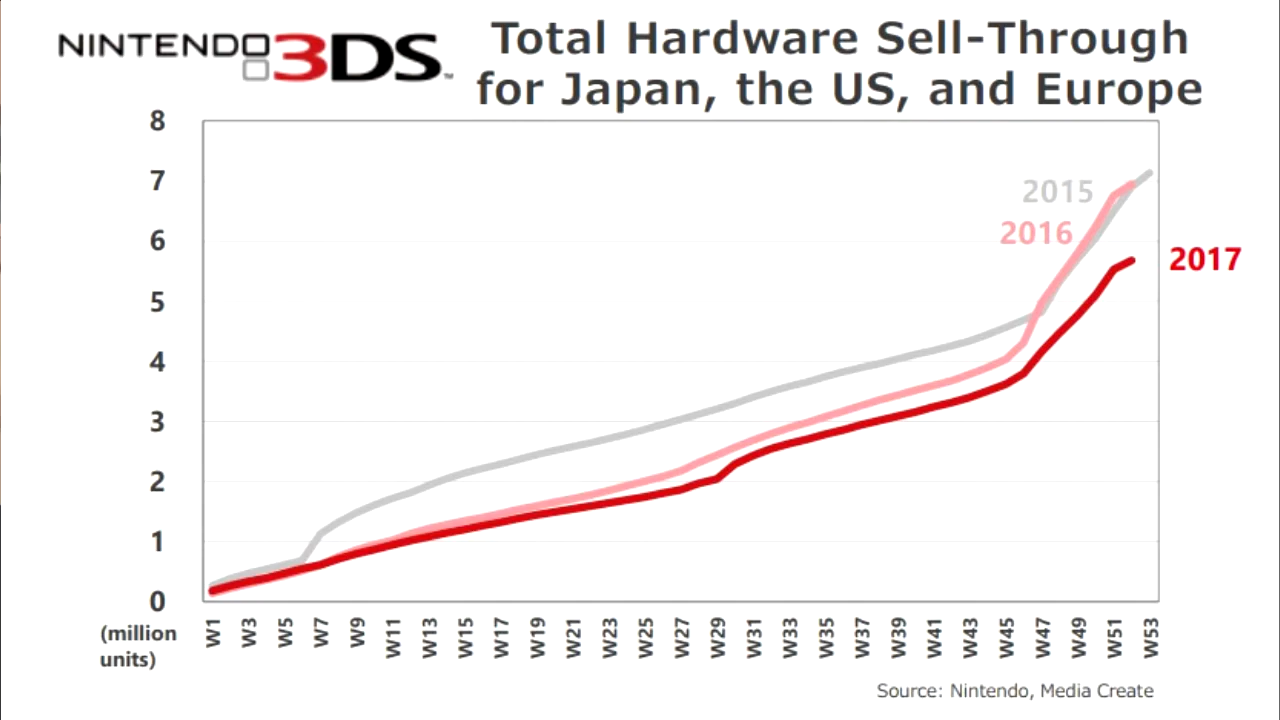 NINTENDO 3DS™
Total Hardware Sell-Through
for Japan, the US, and Europe
8
7
6
5
4
3
2
1
0
(million
units)
2015
2016
2017
W1
W3
W5
W7
W9
W11
W13
W15
W17
W19
W21
W23
W25
W27
W29
W31
W33
W35
W37
W39
W41
W43
W45
W47
W49
W51
W53
Source: Nintendo, Media Create